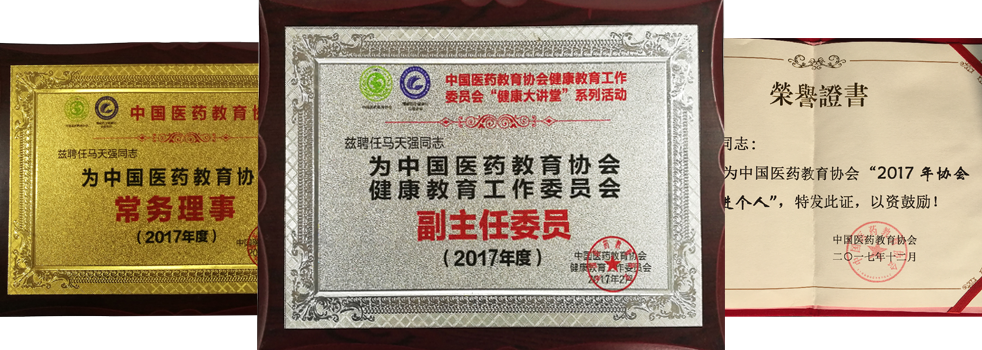 中国医药教育协
兹聘任马天强同志
为中国医药教育协
常务理事
(2017年度)
中国医药教育协会健康教育工作
委员会“健康大讲堂”系列活动
兹聘任马天强同志
为中国医药教育协会
健康教育工作委员会
副主任委员
(2017年度)
中国医药教育协会
健康教育工作委员会
2017年2月
荣誉證書
同志:
为中国医药教育协会“2017年协会
进个人”,特发此证,以资鼓励!
中国医药教育协会
二〇一七年十二月